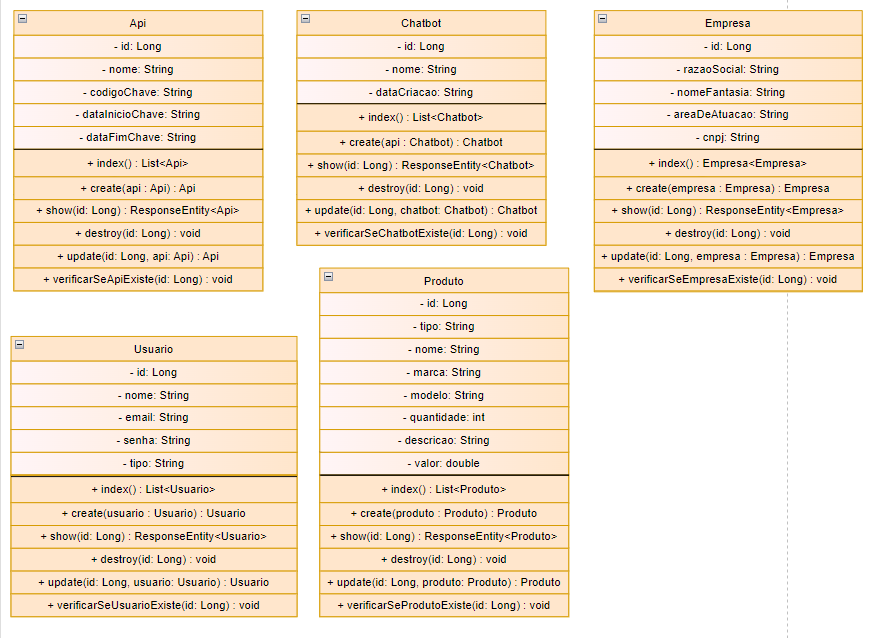 Api
- id: Long
- nome: String
- codigoChave: String
- dataInicioChave: String
- dataFimChave: String
+ index() : List<Api>
+ create(api : Api) : Api
+ show(id: Long) : ResponseEntity<Api>
+ destroy(id: Long) : void
+ update(id: Long, api: Api) : Api
+ verificarSeApiExiste(id: Long) : void
Chatbot
- id: Long
- nome: String
- dataCriacao: String
+ index() : List<Chatbot>
+ create(api : Chatbot) : Chatbot
+ show(id: Long) : ResponseEntity<Chatbot>
+ destroy(id: Long) : void
+ update(id: Long, chatbot: Chatbot) : Chatbot
+ verificarSeChatbotExiste(id: Long) : void
Empresa
- id: Long
- razaoSocial: String
- nomeFantasia: String
- areaDeAtuacao: String
- cnpj: String
+ index() : Empresa<Empresa>
+ create(empresa : Empresa) : Empresa
+ show(id: Long) : ResponseEntity<Empresa>
+ destroy(id: Long) : void
+ update(id: Long, empresa : Empresa) : Empresa
+ verificarSeEmpresaExiste(id: Long) : void
Usuario
- id: Long
- nome: String
- email: String
- senha: String
- tipo: String
+ index() : List<Usuario>
+ create(usuario : Usuario) : Usuario
+ show(id: Long) : ResponseEntity<Usuario>
+ destroy(id: Long) : void
+ update(id: Long, usuario: Usuario) : Usuario
+ verificarSeUsuarioExiste(id: Long) : void
Produto
- id: Long
- tipo: String
- nome: String
- marca: String
- modelo: String
- quantidade: int
- descricao: String
- valor: double
+ index() : List<Produto>
+ create(produto : Produto) : Produto
+ show(id: Long) : ResponseEntity<Produto>
+ destroy(id: Long) : void
+ update(id: Long, produto: Produto) : Produto
+ verificarSeProdutoExiste(id: Long) : void